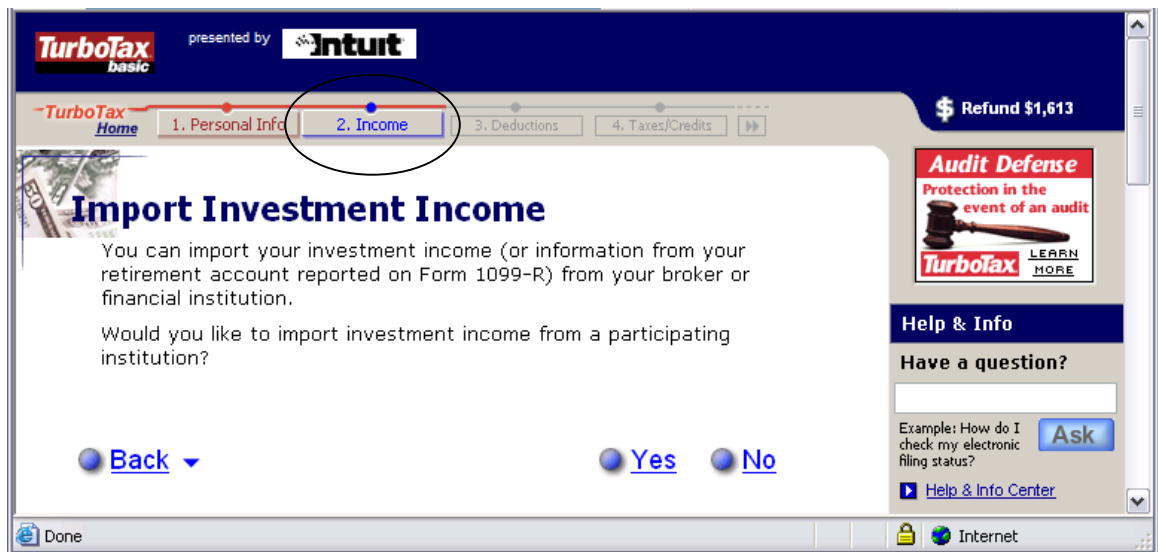 TurboTax
basic
presented by
Intuit
TurboTax
Home
1. Personal Info
2. Income
3. Deductions
4. Taxes/Credits
$ Refund $1,613
Import Investment Income
You can import your investment income (or information from your
retirement account reported on Form 1099-R) from your broker or
financial institution.
Would you like to import investment income from a participating
institution?
Back
Yes
No
Audit Defense
Protection in the
event of an audit
TurboTax
LEARN
MORE
Help & Info
Have a question?
Example: How do I
check my electronic
filing status?
Ask
Help & Info Center
Done
Internet